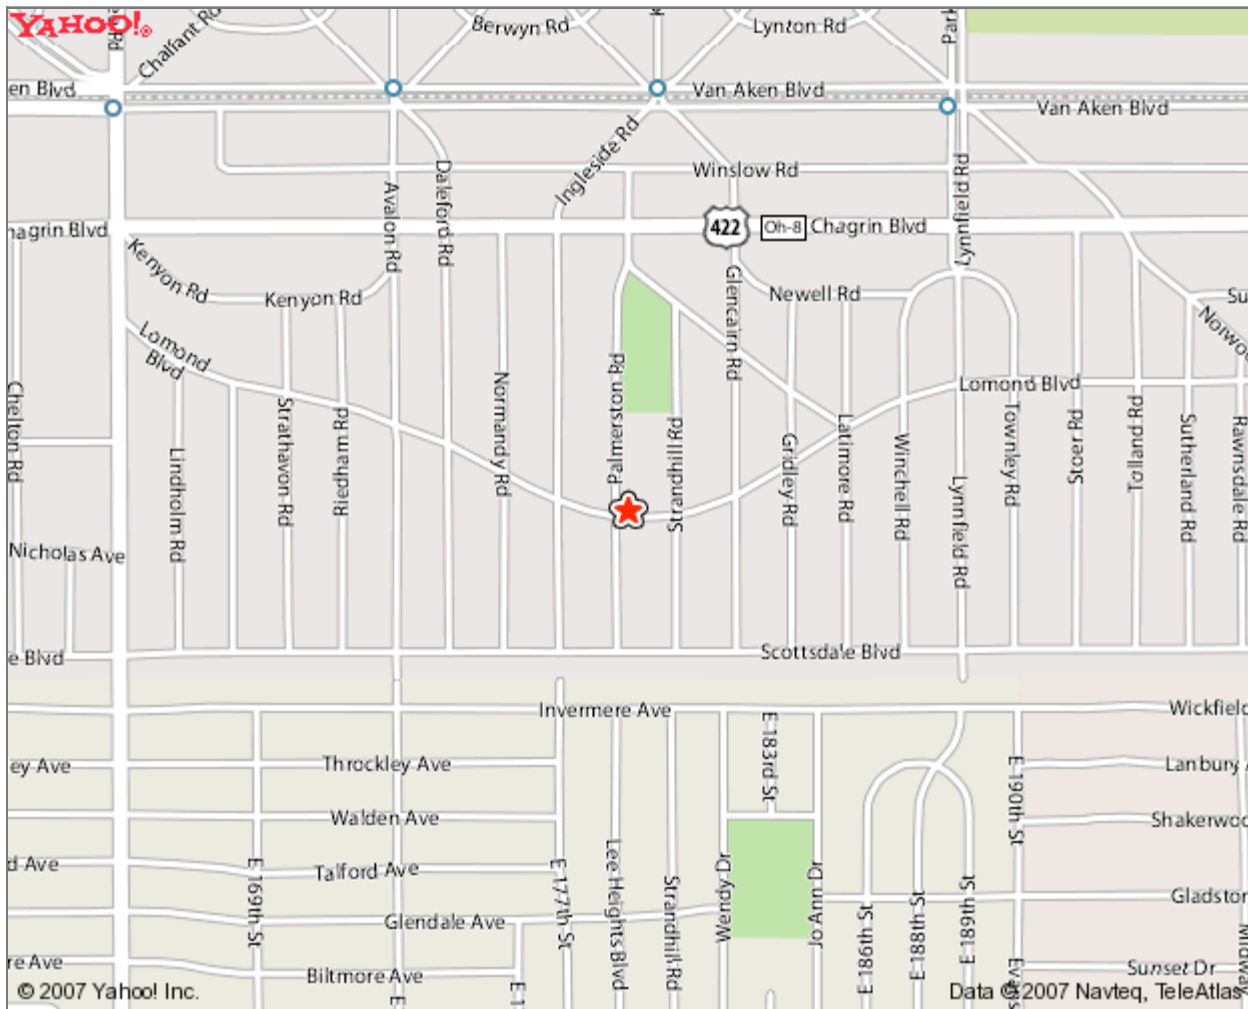 YAHOO!®
Chalfant Rd
Berwyn Rd
Lynton Rd
Park
en Blvd
Van Aken Blvd
Van Aken Blvd
Ingleside Rd
Winslow Rd
Daleford Rd
Avalon Rd
Lynnfield Rd
hagrin Blvd
422
Oh-8
Chagrin Blvd
Kenyon Rd
Kenyon Rd
Glencairn Rd
Newell Rd
Su
Norwo
Lomond
Blvd
Lomond Blvd
Chelton Rd
Lindholm Rd
Strathavon Rd
Riedham Rd
Normandy Rd
Palmerston Rd
Strandhill Rd
Gridley Rd
Latimore Rd
Winchell Rd
Lynnfield Rd
Townley Rd
Stoer Rd
Tolland Rd
Sutherland Rd
Rawnsdale Rd
Nicholas Ave
e Blvd
Scottsdale Blvd
Invermere Ave
E 183rd St
Wickfield
ey Ave
Throckley Ave
E 190th St
Lanbury A
Walden Ave
Shakerwoo
d Ave
E 169th St
Talford Ave
E 177th St
Lee Heights Blvd
Strandhill Rd
Wendy Dr
Jo Ann Dr
E 186th St
E 188th St
E 189th St
Gladston
Glendale Ave
Midway
re Ave
Biltmore Ave
Sunset Dr
E
E 1
Evans
© 2007 Yahoo! Inc.
Data © 2007 Navteq, TeleAtlas